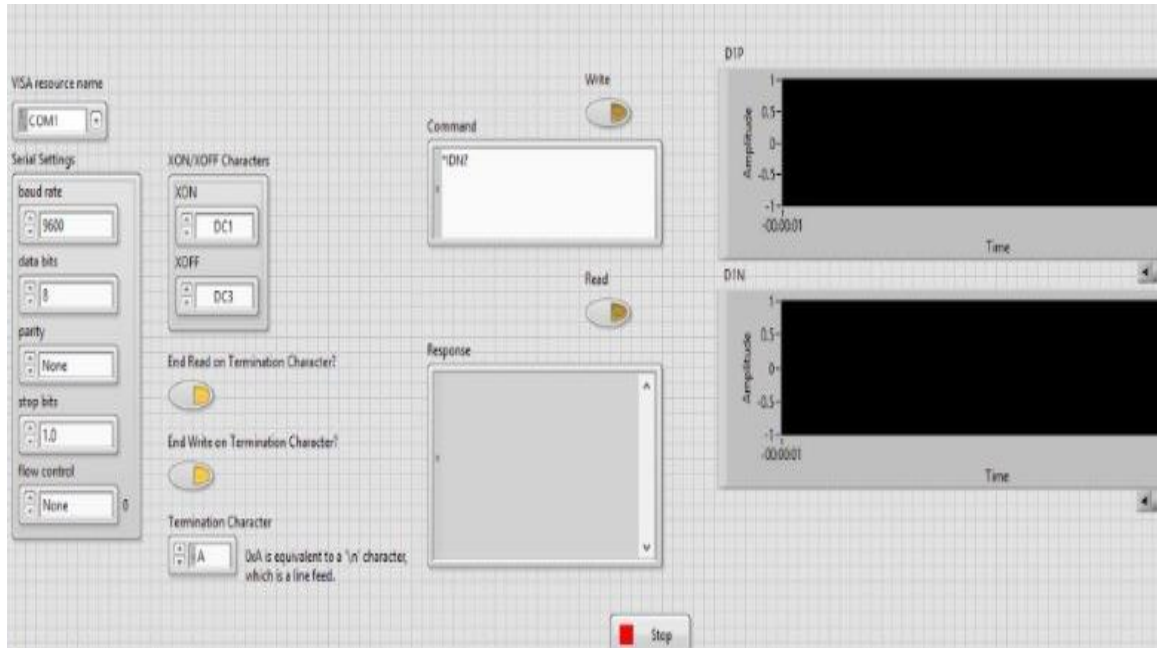 VISA resource name
COM1
Serial Settings
baud rate
9600
data bits
8
parity
None
stop bits
1.0
flow control
None
0
XON/XOFF Characters
XON
DC1
XOFF
DC3
End Read on Termination Character?
End Write on Termination Character?
Termination Character
A
0xA is equivalent to a '\n' character,
which is a line feed.
Write
Command
*IDN?
Read
Response
Stop
D1P
Amplitude
1
0.5
0
-0.5
-1
-00:00:01
Time
D1N
Amplitude
1
0.5
0
-0.5
-1
-00:00:01
Time